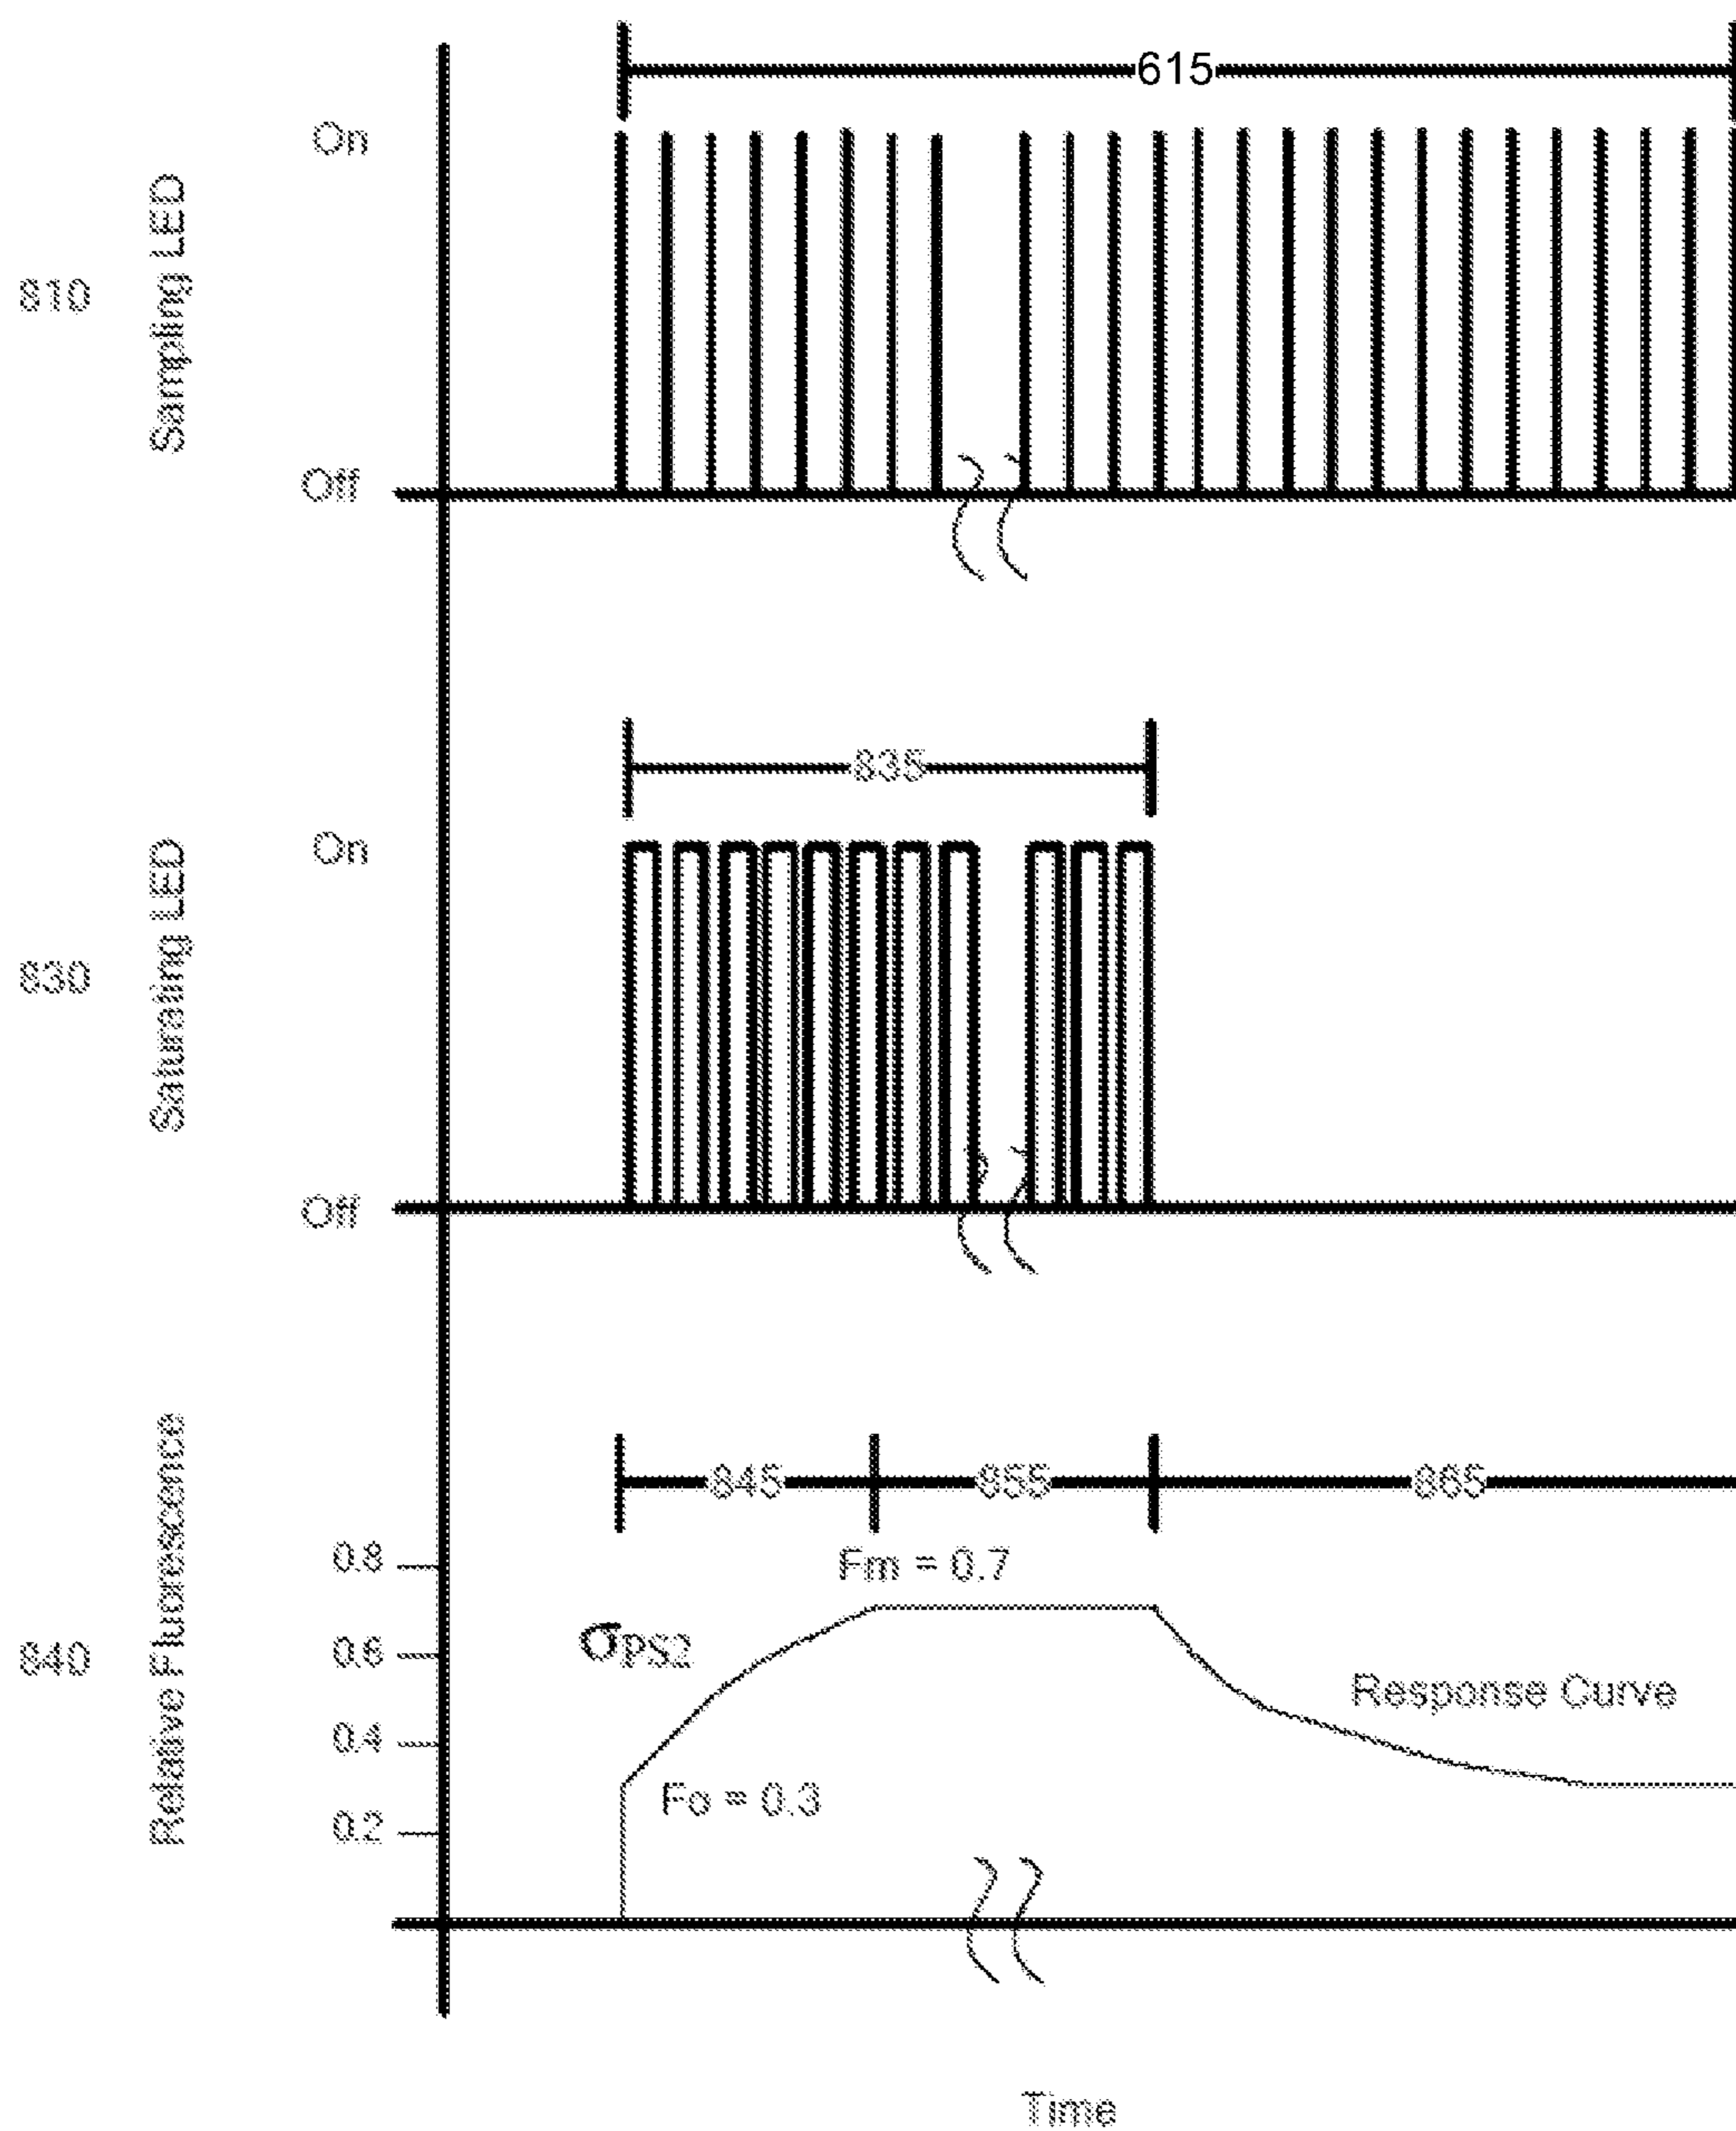 615
On
810
Sampling LED
Off
835
On
830
Saturating LED
Off
845
855
865
0.8
Fm = 0.7
σPS2
0.6
840
Relative Fluorescence
Response Curve
0.4
Fo = 0.3
0.2
Time